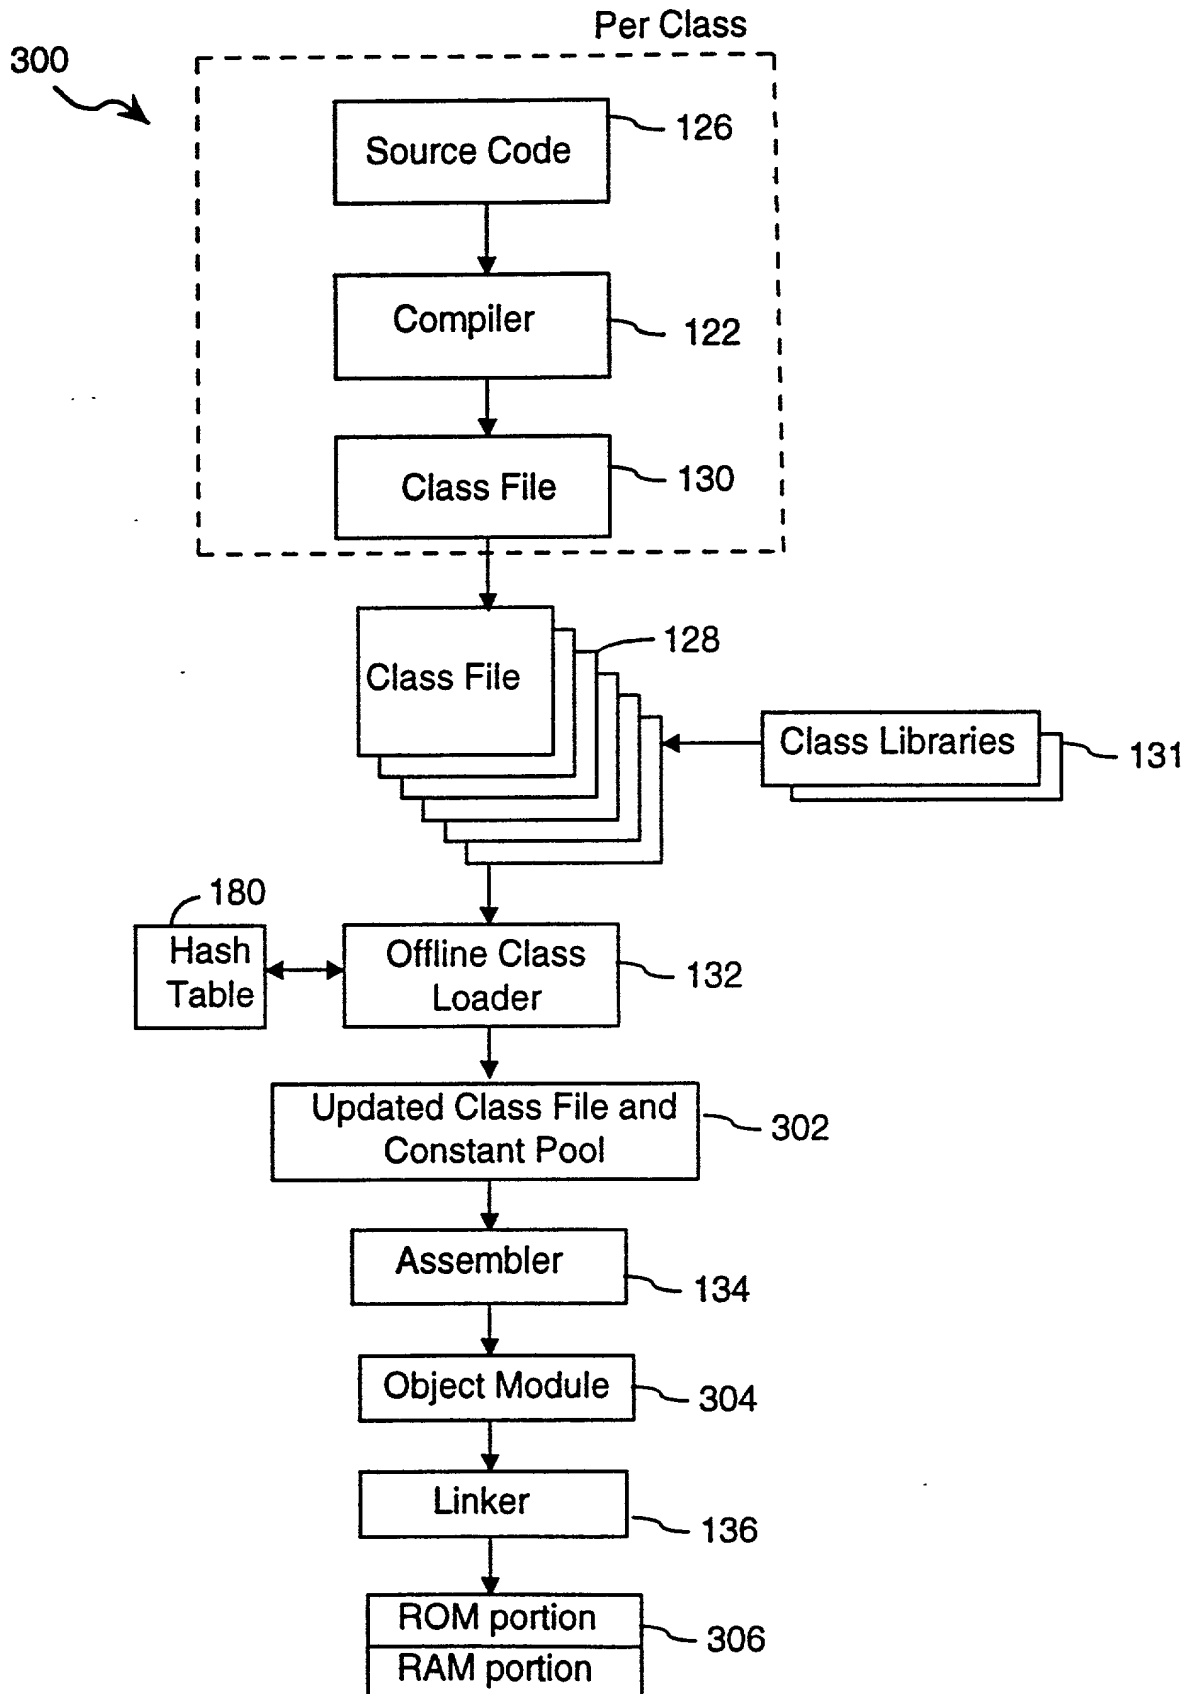 Per Class
300
Source Code
126
Compiler
122
Class File
130
Class File
128
Class Libraries
131
180
Hash
Table
Offline Class
Loader
132
Updated Class File and
Constant Pool
302
Assembler
134
Object Module
304
Linker
136
ROM portion
306
RAM portion